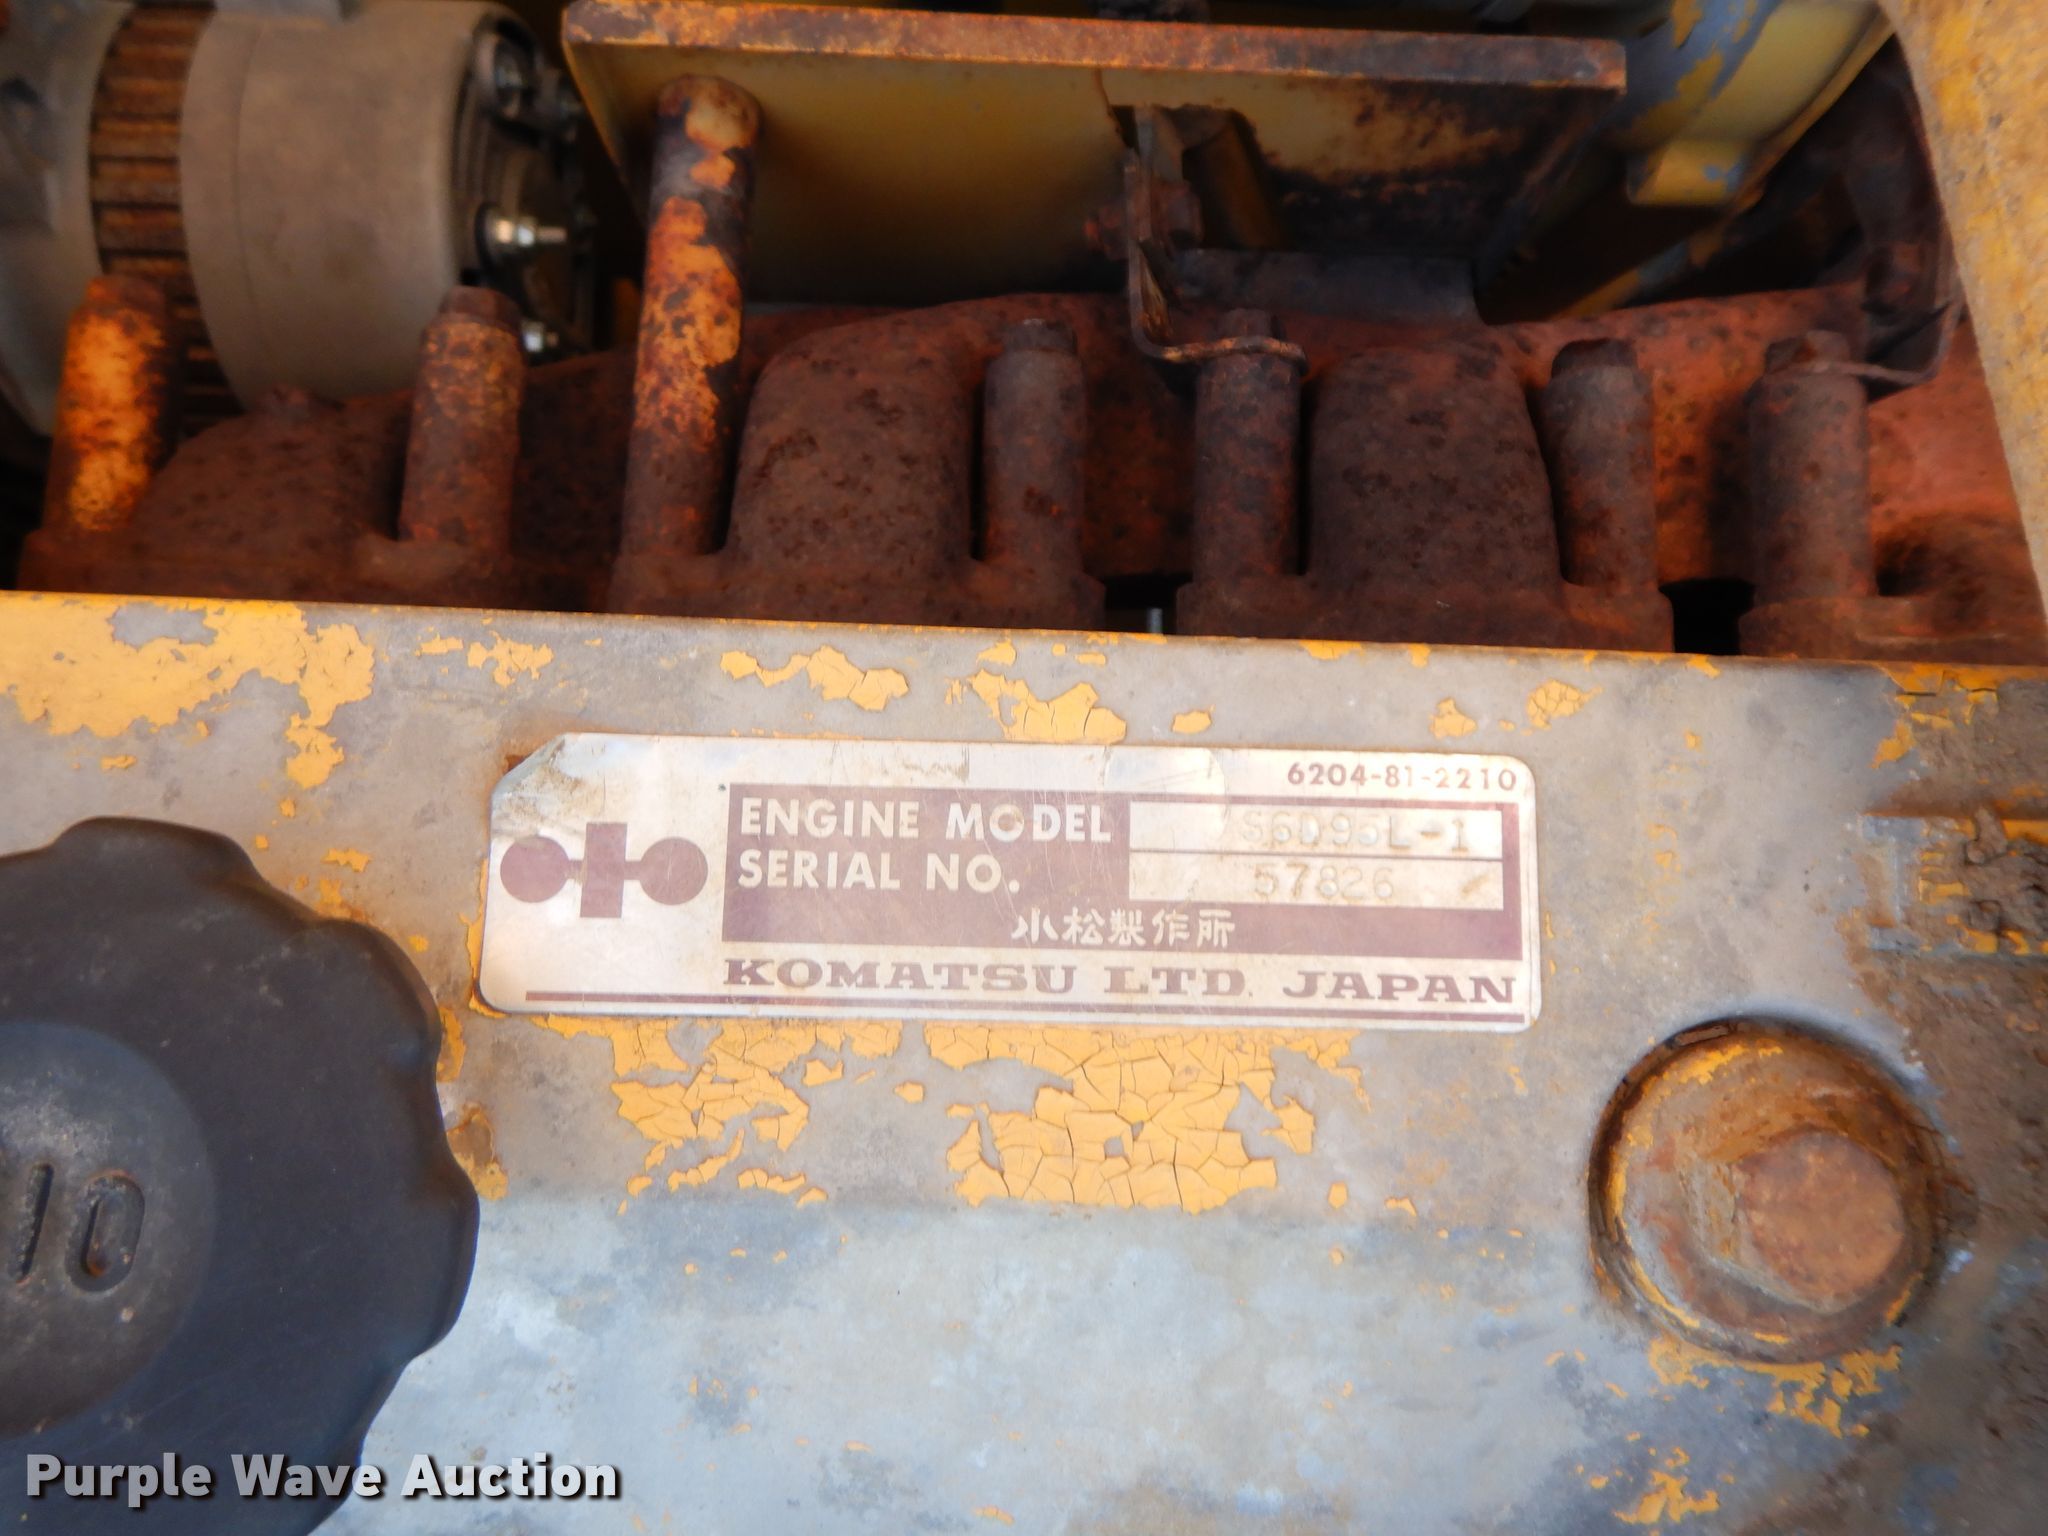 6204-81-2210
ENGINE MODEL S6D95L-1
SERIAL NO. 57826
小松製作所
KOMATSU LTD. JAPAN
10
Purple Wave Auction